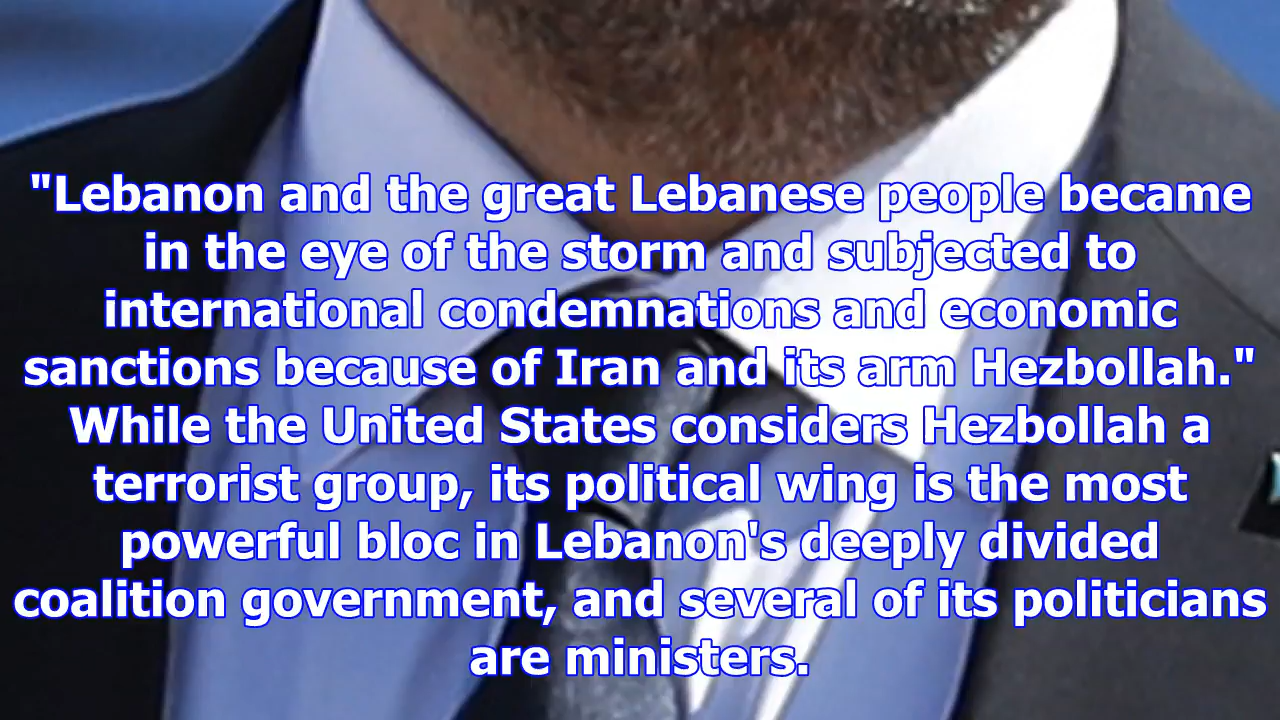 "Lebanon and the great Lebanese people became
in the eye of the storm and subjected to
international condemnations and economic
sanctions because of Iran and its arm Hezbollah."
While the United States considers Hezbollah a
terrorist group, its political wing is the most
powerful bloc in Lebanon's deeply divided
coalition government, and several of its politicians
are ministers.